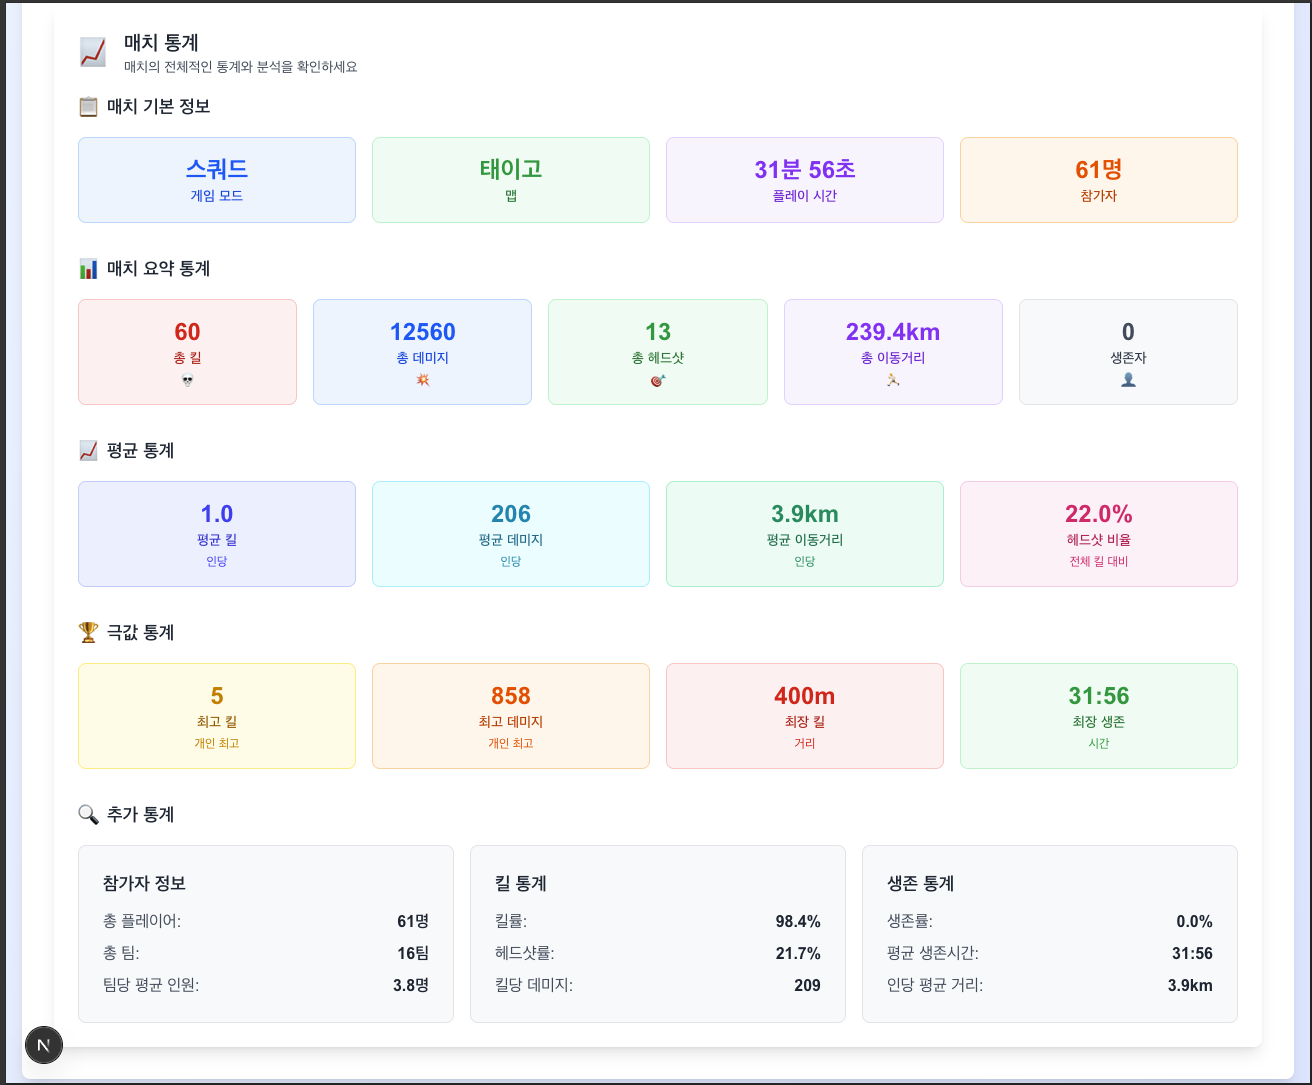 매치 통계
매치의 전체적인 통계와 분석을 확인하세요
매치 기본 정보
스쿼드
게임 모드
태이고
맵
31분 56초
플레이 시간
61명
참가자
매치 요약 통계
60
총 킬
12560
총 데미지
13
총 헤드샷
239.4km
총 이동거리
0
생존자
평균 통계
1.0
평균 킬
인당
206
평균 데미지
인당
3.9km
평균 이동거리
인당
22.0%
헤드샷 비율
전체 킬 대비
극값 통계
5
최고 킬
개인 최고
858
최고 데미지
개인 최고
400m
최장 킬
거리
31:56
최장 생존
시간
추가 통계
참가자 정보
총 플레이어: 61명
총 팀: 16팀
팀당 평균 인원: 3.8명
킬 통계
킬률: 98.4%
헤드샷률: 21.7%
킬당 데미지: 209
생존 통계
생존률: 0.0%
평균 생존시간: 31:56
인당 평균 거리: 3.9km
N